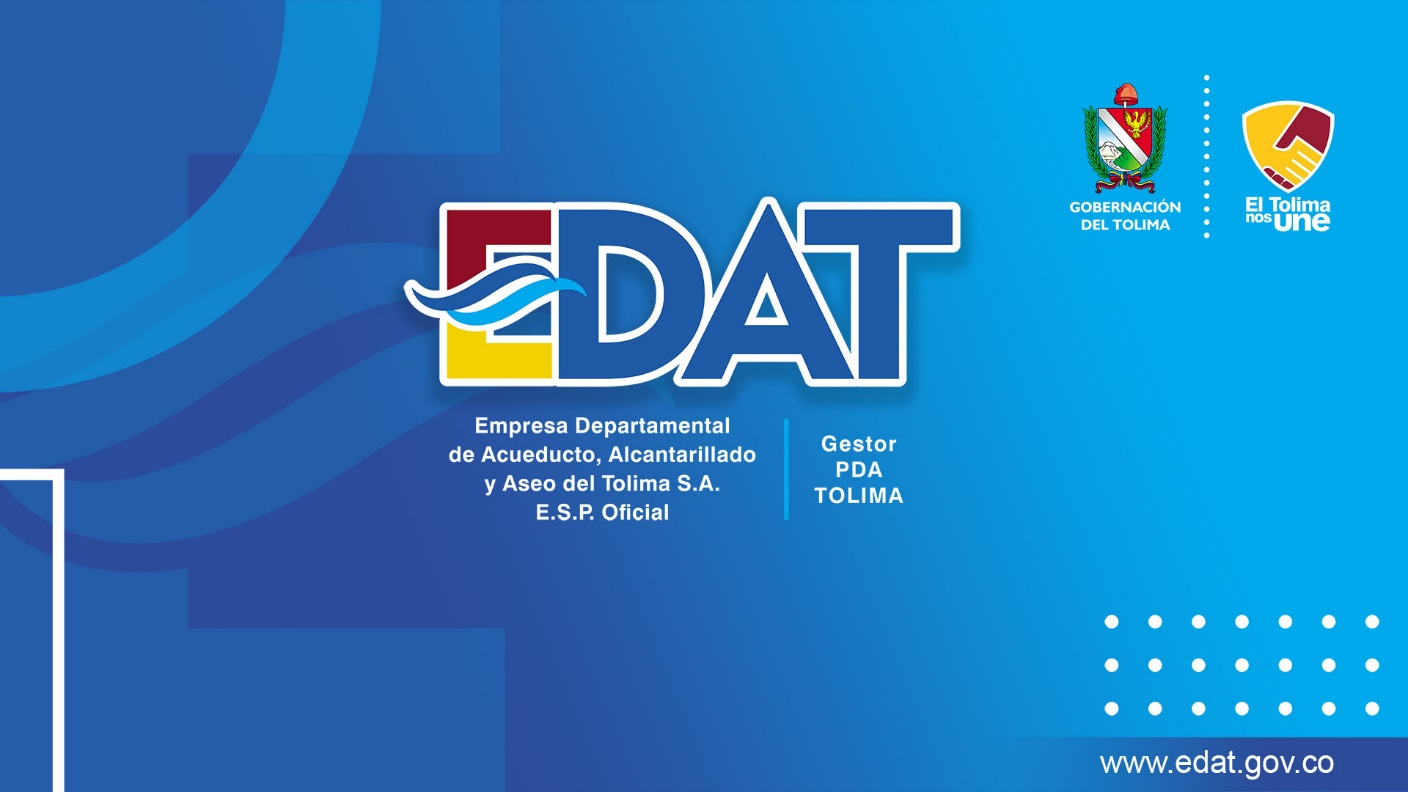 GOBERNACIÓN
DEL TOLIMA
El Tolima
nos une
EDAT
Empresa Departamental
de Acueducto, Alcantarillado
y Aseo del Tolima S.A.
E.S.P. Oficial
Gestor
PDA
TOLIMA
www.edat.gov.co